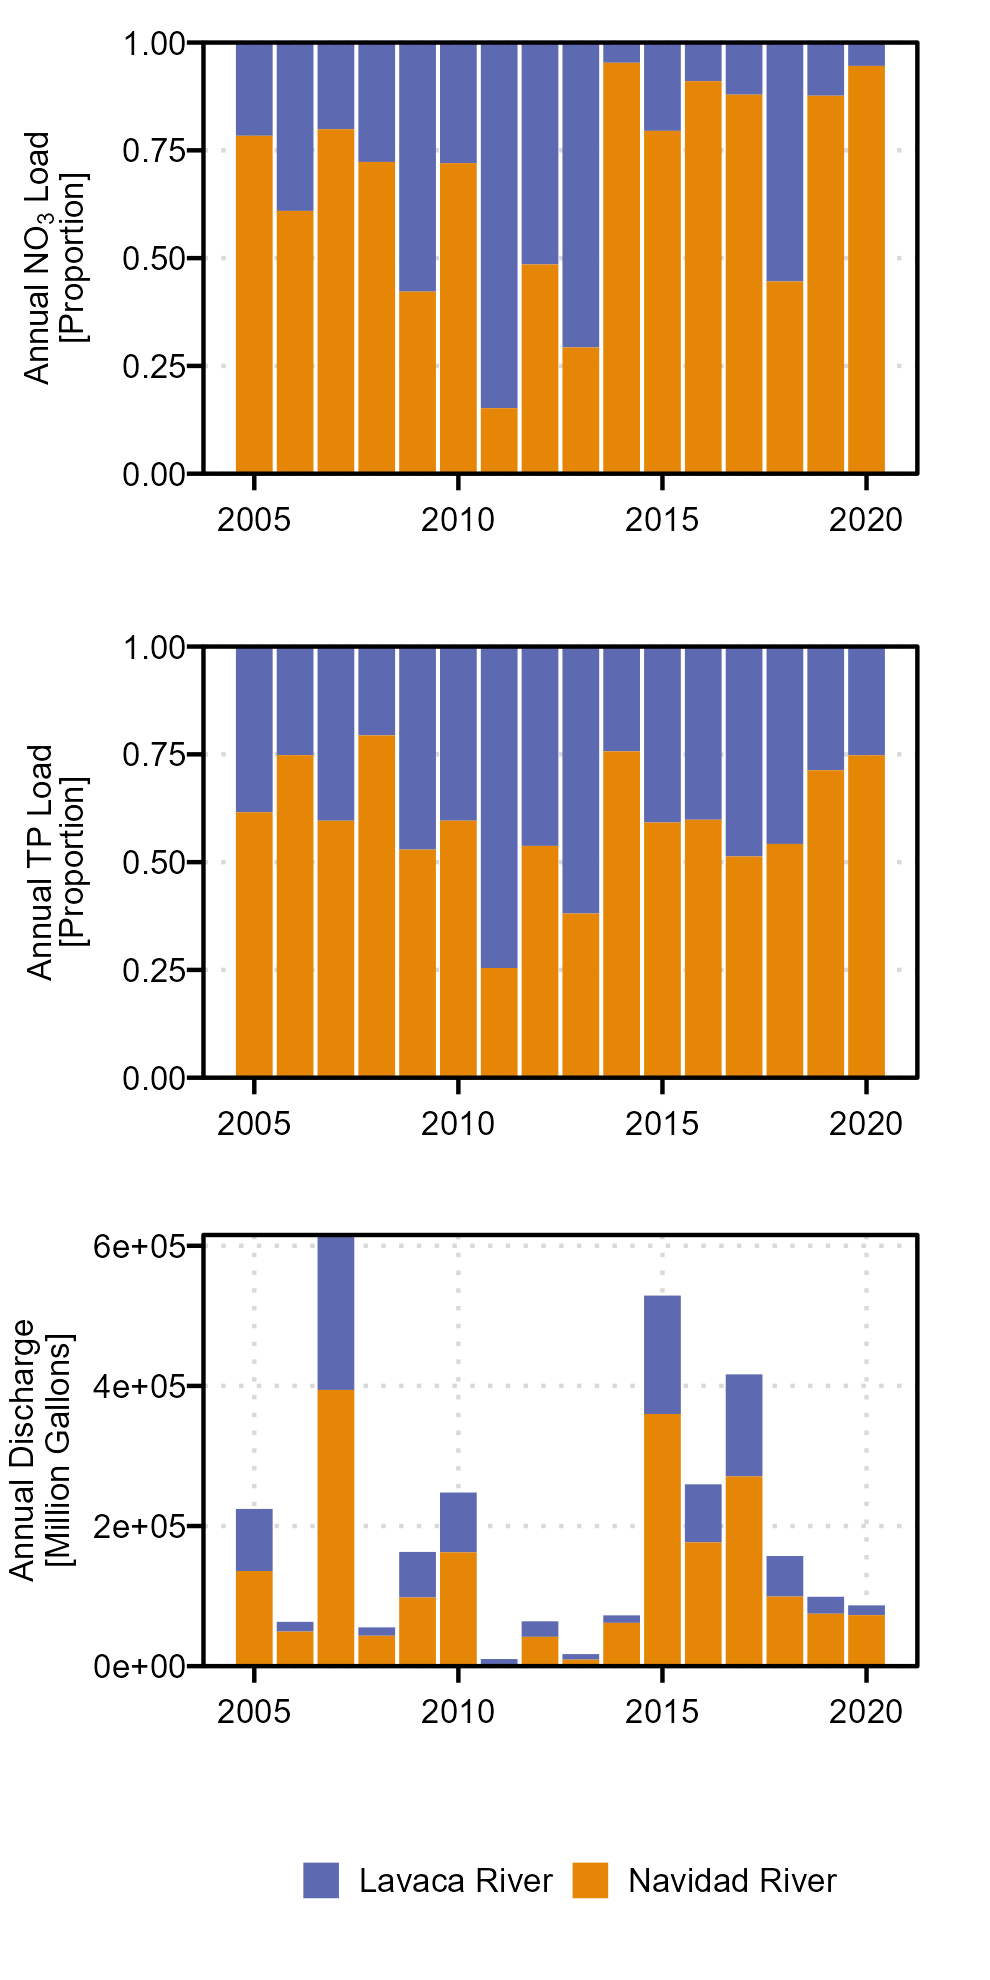 Annual NO₃ Load
[Proportion]
1.00
0.75
0.50
0.25
0.00
2005 2010 2015 2020
Annual TP Load
[Proportion]
1.00
0.75
0.50
0.25
0.00
2005 2010 2015 2020
Annual Discharge
[Million Gallons]
6e+05
4e+05
2e+05
0e+00
2005 2010 2015 2020
Lavaca River Navidad River